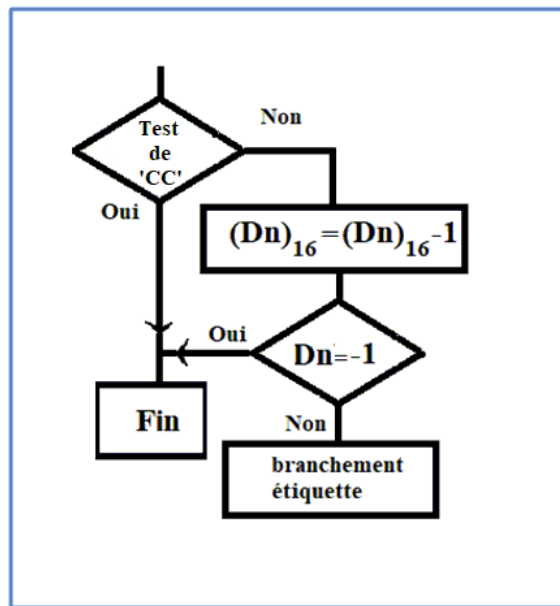 Test
de
'CC'
Non
Oui
(Dn)16=(Dn)16-1
Oui
Dn=-1
Fin
Non
branchement
étiquette